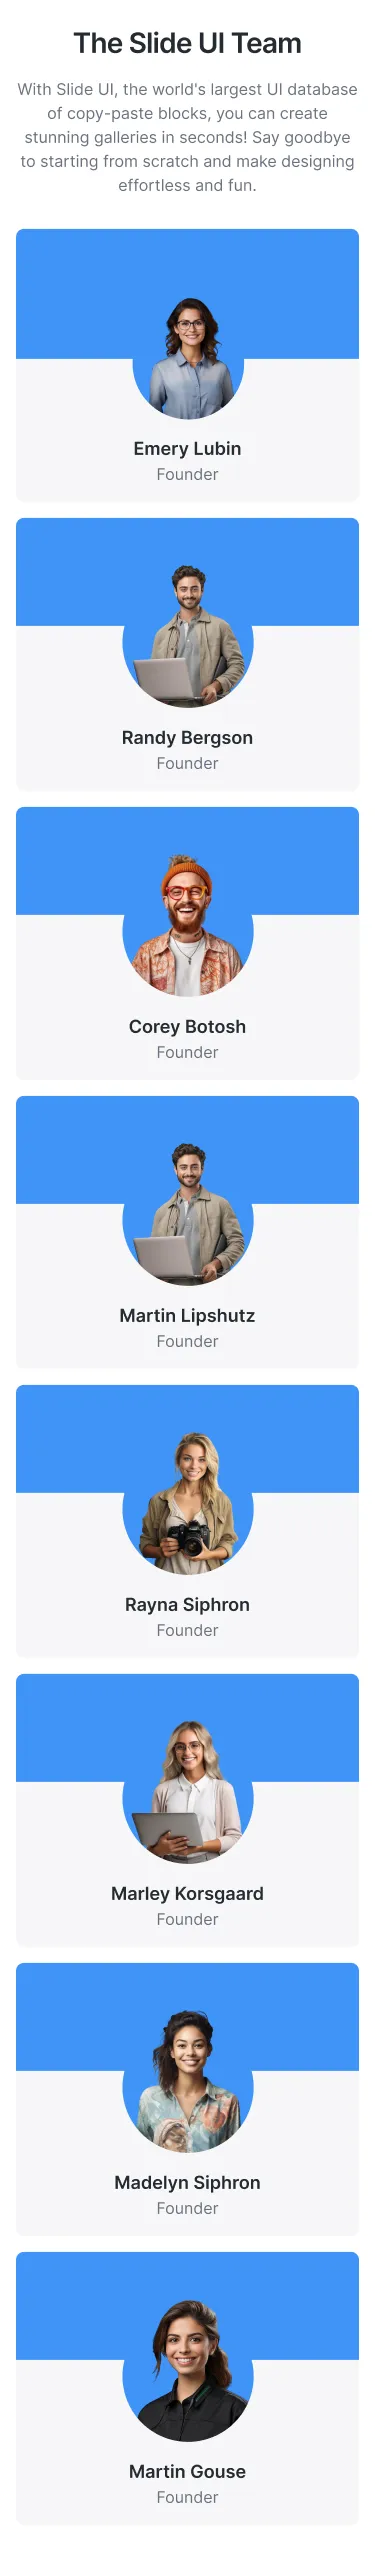 The Slide UI Team
With Slide UI, the world's largest UI database
of copy-paste blocks, you can create
stunning galleries in seconds! Say goodbye
to starting from scratch and make designing
effortless and fun.
Emery Lubin
Founder
Randy Bergson
Founder
Corey Botosh
Founder
Martin Lipshutz
Founder
Rayna Siphron
Founder
Marley Korsgaard
Founder
Madelyn Siphron
Founder
Martin Gouse
Founder